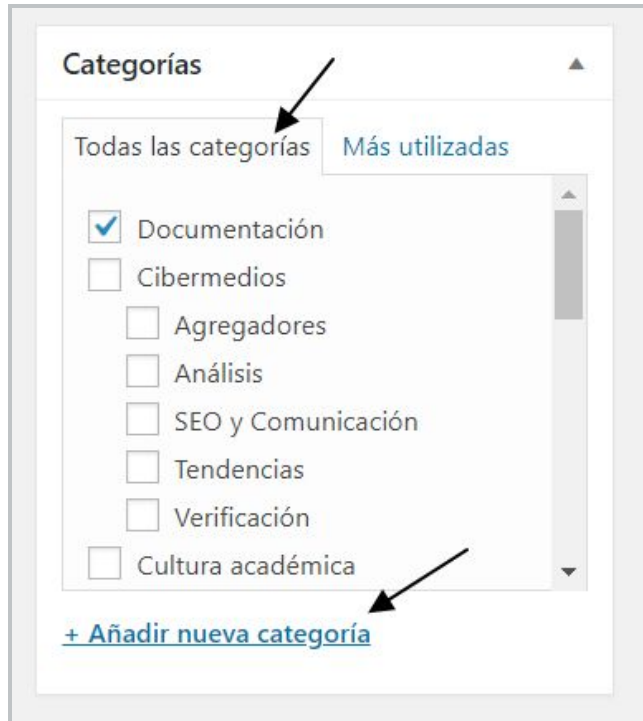 Categorías
Todas las categorías Más utilizadas
Documentación
Cibermedios
Agregadores
Análisis
SEO y Comunicación
Tendencias
Verificación
Cultura académica
+ Añadir nueva categoría